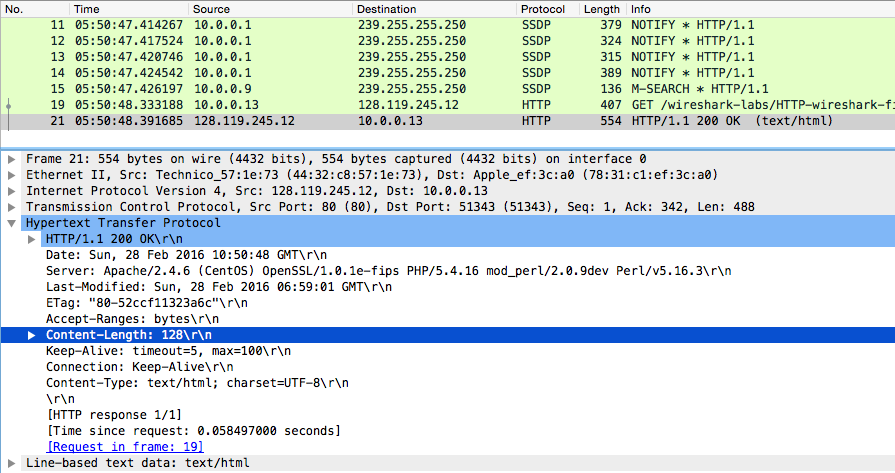 No. Time Source Destination Protocol Length Info
11 05:50:47.414267 10.0.0.1 239.255.255.250 SSDP 379 NOTIFY * HTTP/1.1
12 05:50:47.417524 10.0.0.1 239.255.255.250 SSDP 324 NOTIFY * HTTP/1.1
13 05:50:47.420746 10.0.0.1 239.255.255.250 SSDP 315 NOTIFY * HTTP/1.1
14 05:50:47.424542 10.0.0.1 239.255.255.250 SSDP 389 NOTIFY * HTTP/1.1
15 05:50:47.426197 10.0.0.9 239.255.255.250 SSDP 136 M-SEARCH * HTTP/1.1
19 05:50:48.333188 10.0.0.13 128.119.245.12 HTTP 407 GET /wireshark-labs/HTTP-wireshark-fi
21 05:50:48.391685 128.119.245.12 10.0.0.13 HTTP 554 HTTP/1.1 200 OK (text/html)
Frame 21: 554 bytes on wire (4432 bits), 554 bytes captured (4432 bits) on interface 0
Ethernet II, Src: Technico_57:1e:73 (44:32:c8:57:1e:73), Dst: Apple_ef:3c:a0 (78:31:c1:ef:3c:a0)
Internet Protocol Version 4, Src: 128.119.245.12, Dst: 10.0.0.13
Transmission Control Protocol, Src Port: 80 (80), Dst Port: 51343 (51343), Seq: 1, Ack: 342, Len: 488
Hypertext Transfer Protocol
HTTP/1.1 200 OK\r\n
Date: Sun, 28 Feb 2016 10:50:48 GMT\r\n
Server: Apache/2.4.6 (CentOS) OpenSSL/1.0.1e-fips PHP/5.4.16 mod_perl/2.0.9dev Perl/v5.16.3\r\n
Last-Modified: Sun, 28 Feb 2016 06:59:01 GMT\r\n
ETag: "80-52ccf11323a6c"\r\n
Accept-Ranges: bytes\r\n
Content-Length: 128\r\n
Keep-Alive: timeout=5, max=100\r\n
Connection: Keep-Alive\r\n
Content-Type: text/html; charset=UTF-8\r\n
\r\n
[HTTP response 1/1]
[Time since request: 0.058497000 seconds]
[Request in frame: 19]
Line-based text data: text/html